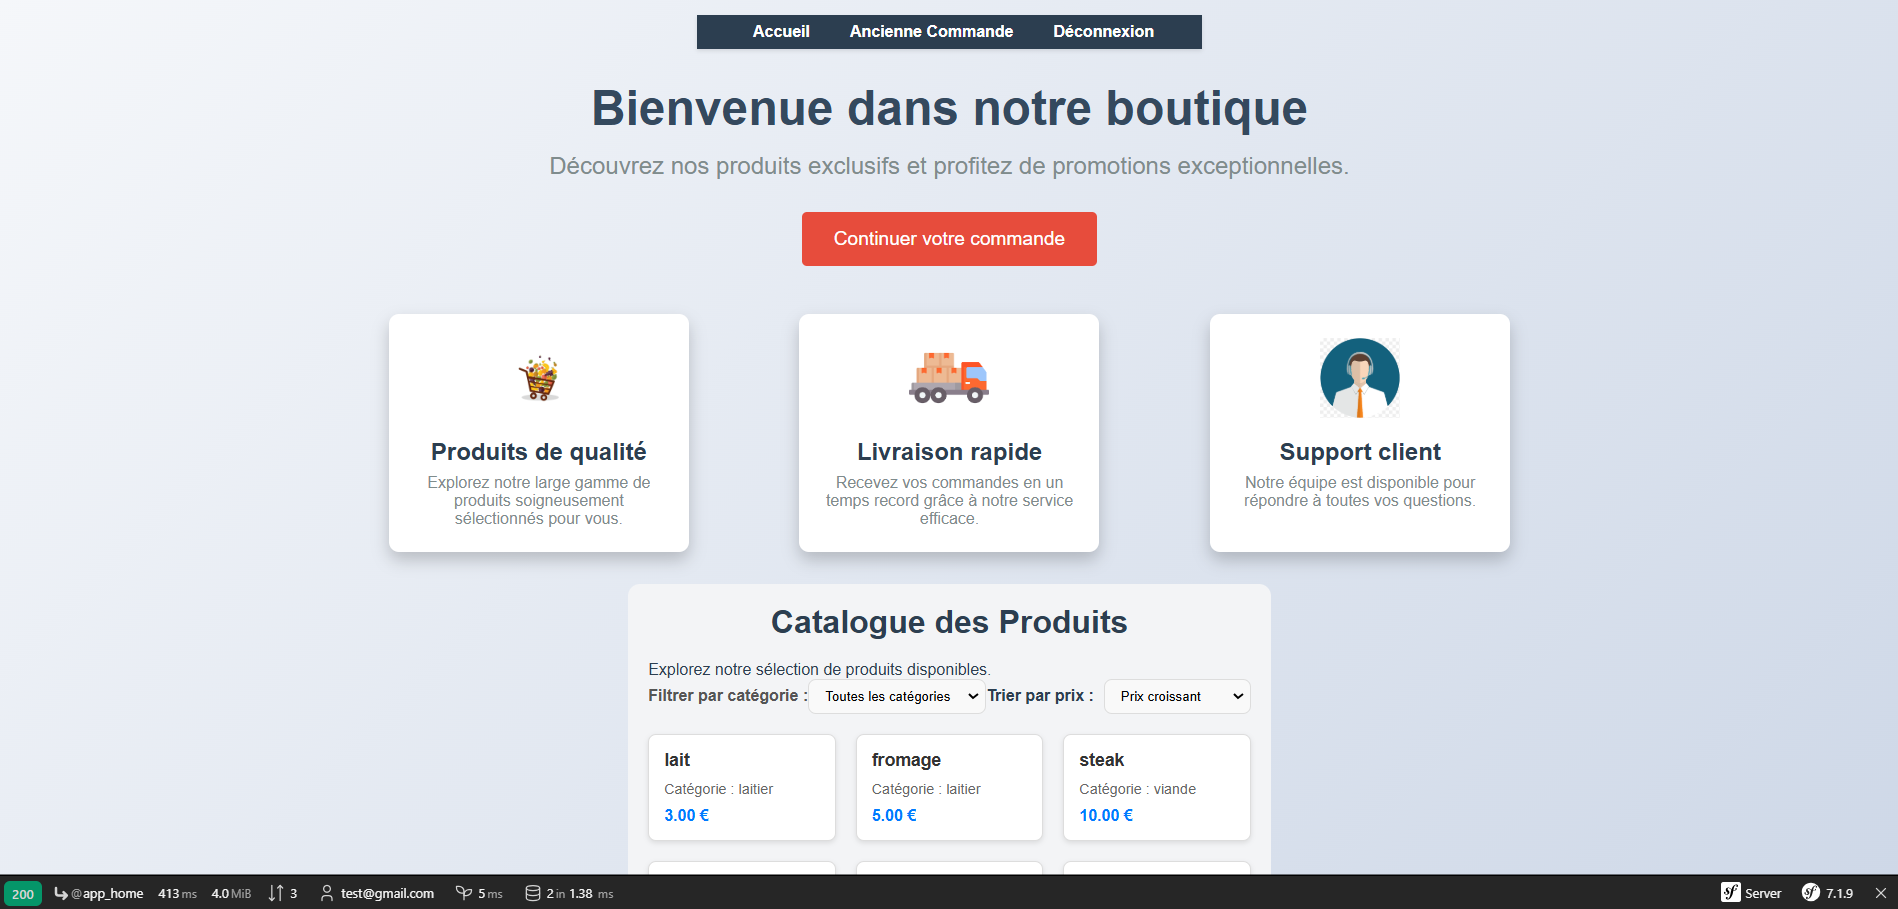 Accueil Ancienne Commande Déconnexion
Bienvenue dans notre boutique
Découvrez nos produits exclusifs et profitez de promotions exceptionnelles.
Continuer votre commande
Produits de qualité
Explorez notre large gamme de
produits soigneusement
sélectionnés pour vous.
Livraison rapide
Recevez vos commandes en un
temps record grâce à notre service
efficace.
Support client
Notre équipe est disponible pour
répondre à toutes vos questions.
Catalogue des Produits
Explorez notre sélection de produits disponibles.
Filtrer par catégorie : Toutes les catégories Trier par prix : Prix croissant
lait
Catégorie : laitier
3.00 €
fromage
Catégorie : laitier
5.00 €
steak
Catégorie : viande
10.00 €
200 @app_home 413 ms 4.0 MiB 3 test@gmail.com 5 ms 2 in 1.38 ms sf Server sf 7.1.9